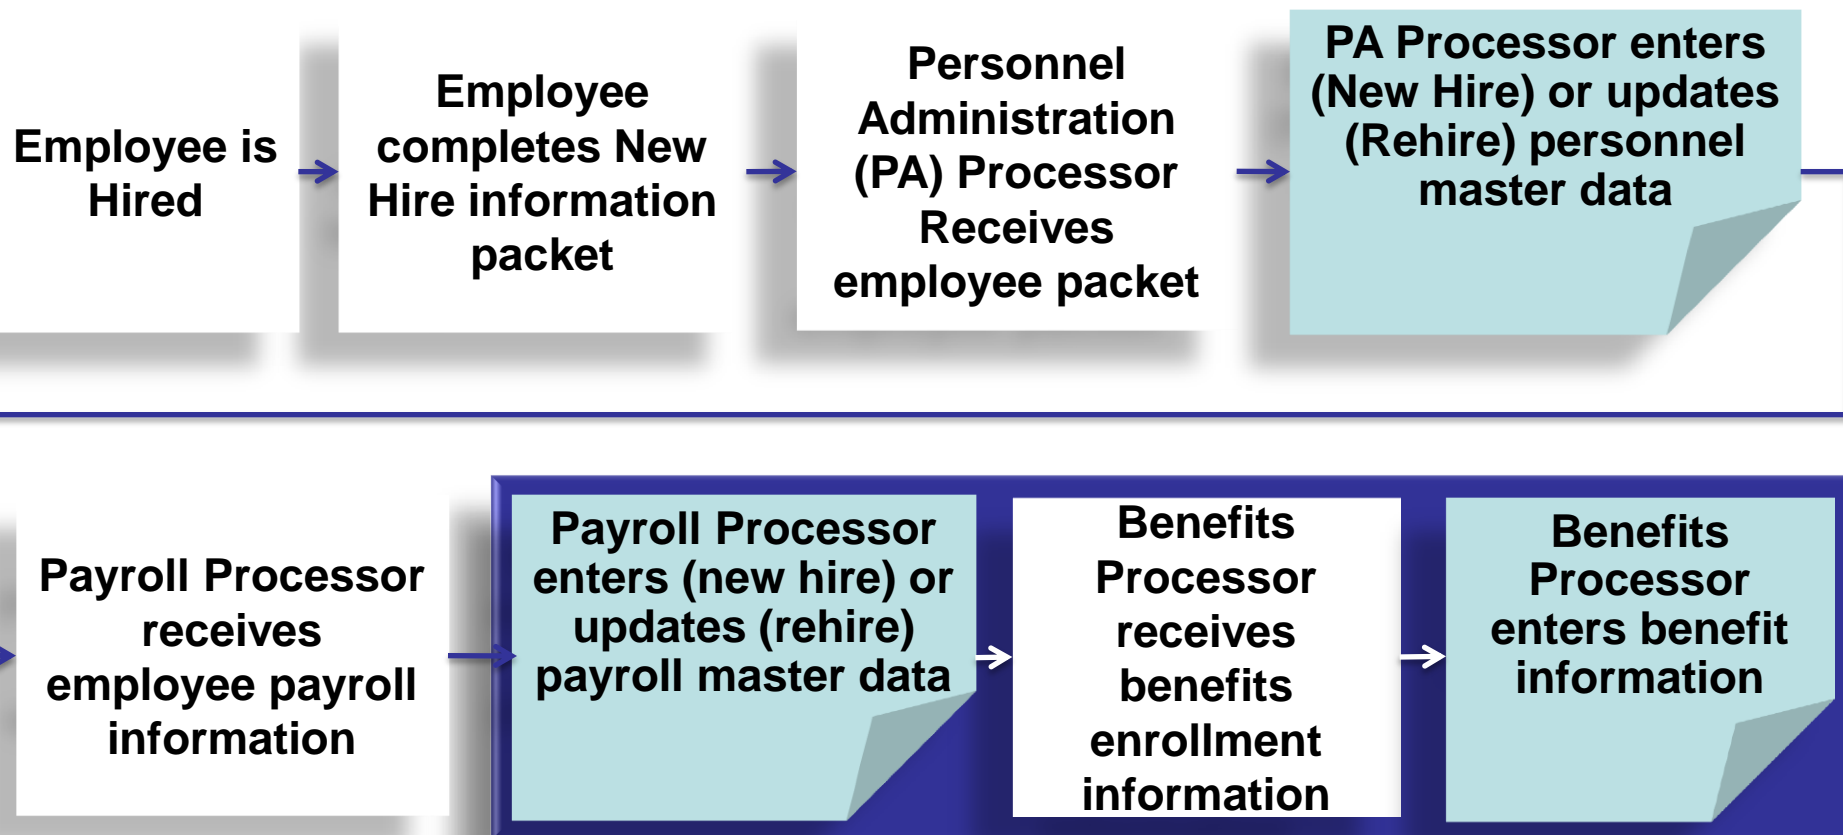 Employee is
Hired
Employee
completes New
Hire information
packet
Personnel
Administration
(PA) Processor
Receives
employee packet
PA Processor enters
(New Hire) or updates
(Rehire) personnel
master data
Payroll Processor
receives
employee payroll
information
Payroll Processor
enters (new hire) or
updates (rehire)
payroll master data
Benefits
Processor
receives
benefits
enrollment
information
Benefits
Processor
enters benefit
information